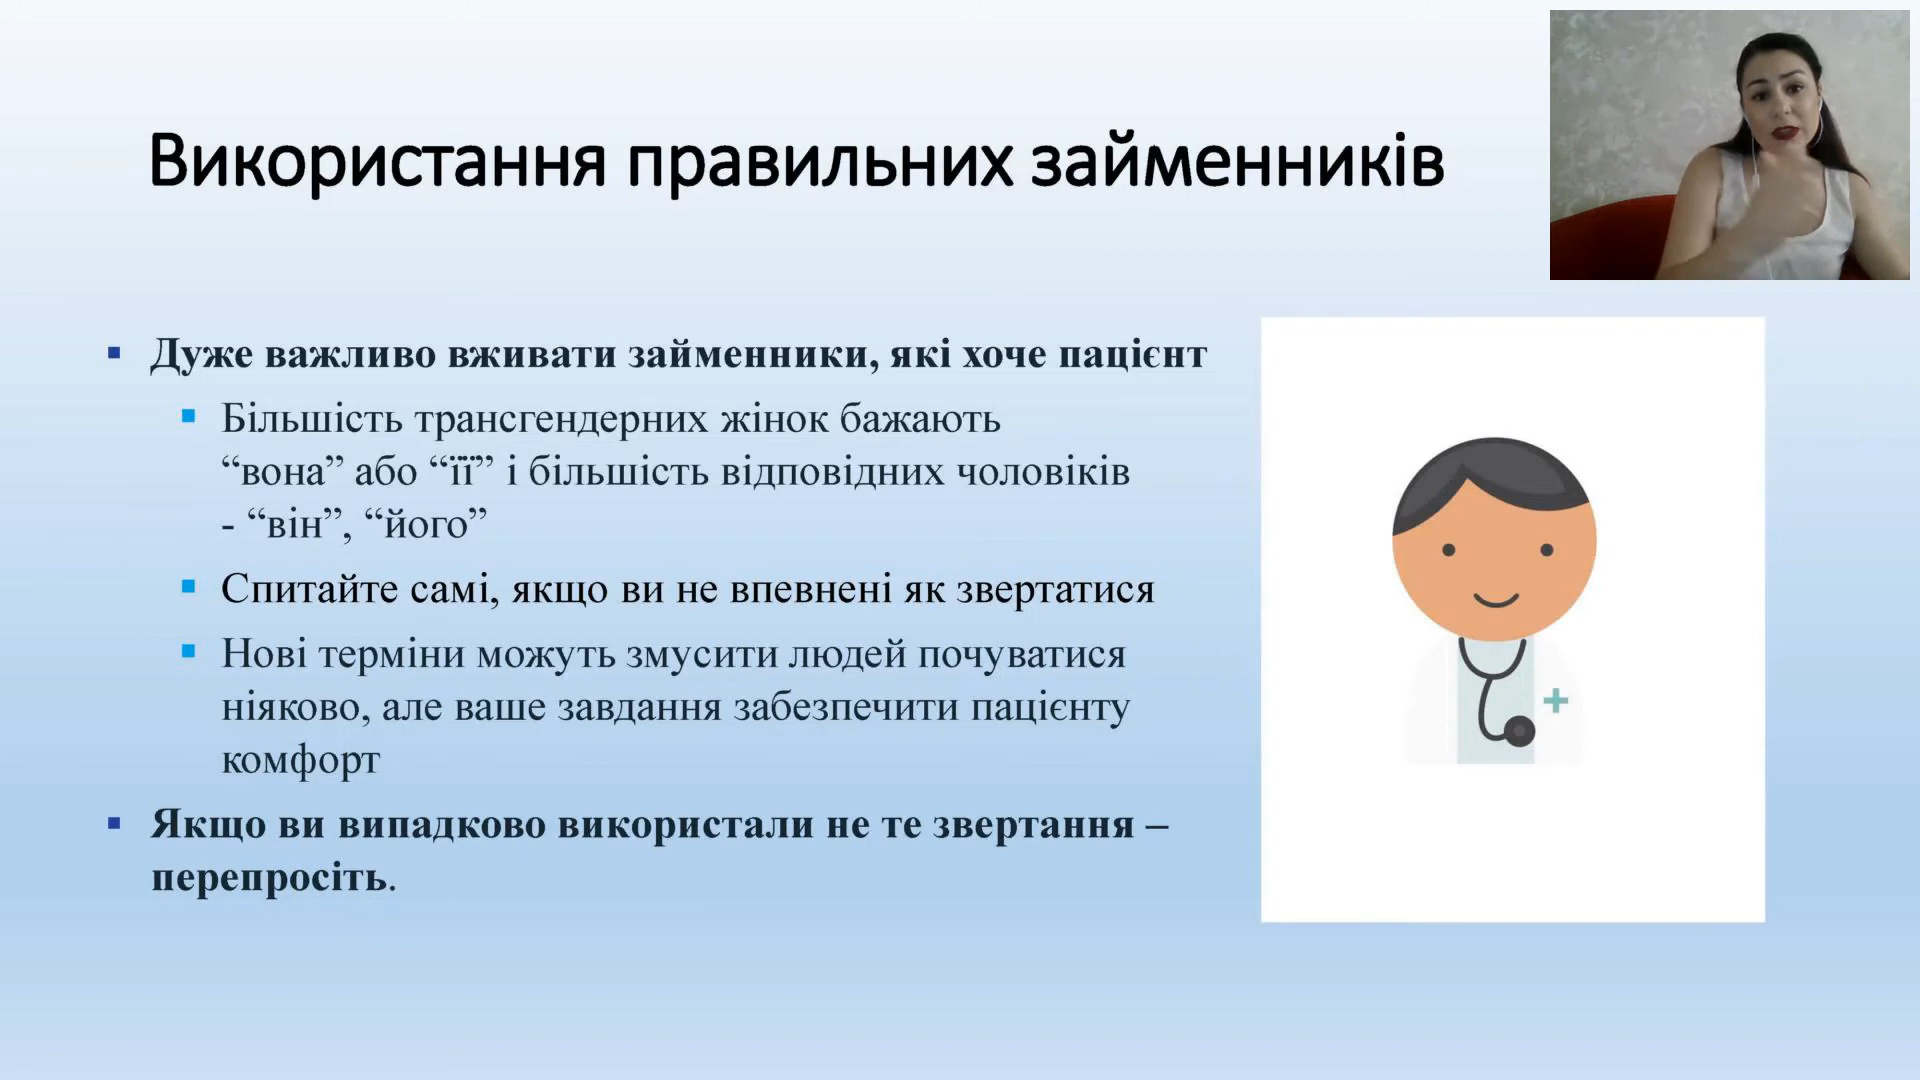 Використання правильних займенників
Дуже важливо вживати займенники, які хоче пацієнт
Більшість трансгендерних жінок бажають
“вона” або “її” і більшість відповідних чоловіків
- “він”, “його”
Спитайте самі, якщо ви не впевнені як звертатися
Нові терміни можуть змусити людей почуватися
ніяково, але ваше завдання забезпечити пацієнту
комфорт
Якщо ви випадково використали не те звертання –
перепросіть.